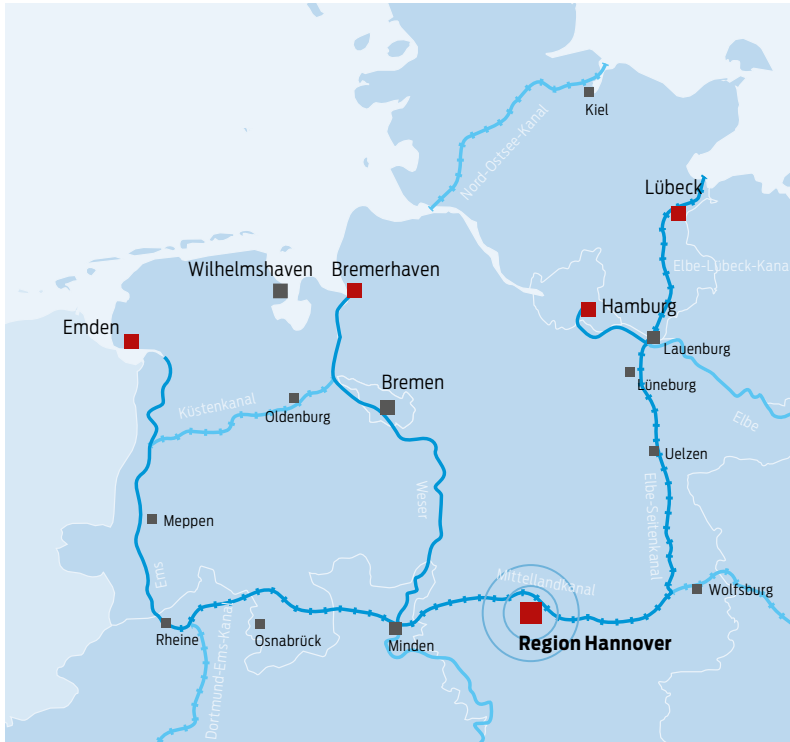 Kiel
Nord-Ostsee-Kanal
Lübeck
Wilhelmshaven
Bremerhaven
Elbe-Lübeck-Kana
Hamburg
Emden
Lauenburg
Lüneburg
Bremen
Küstenkanal
Oldenburg
Elbe
Uelzen
Weser
Elbe-Seitenkanal
Meppen
Ems
Mittellandkanal
Wolfsburg
Rheine
Osnabrück
Minden
Region Hannover
Dortmund-Ems-Kanal